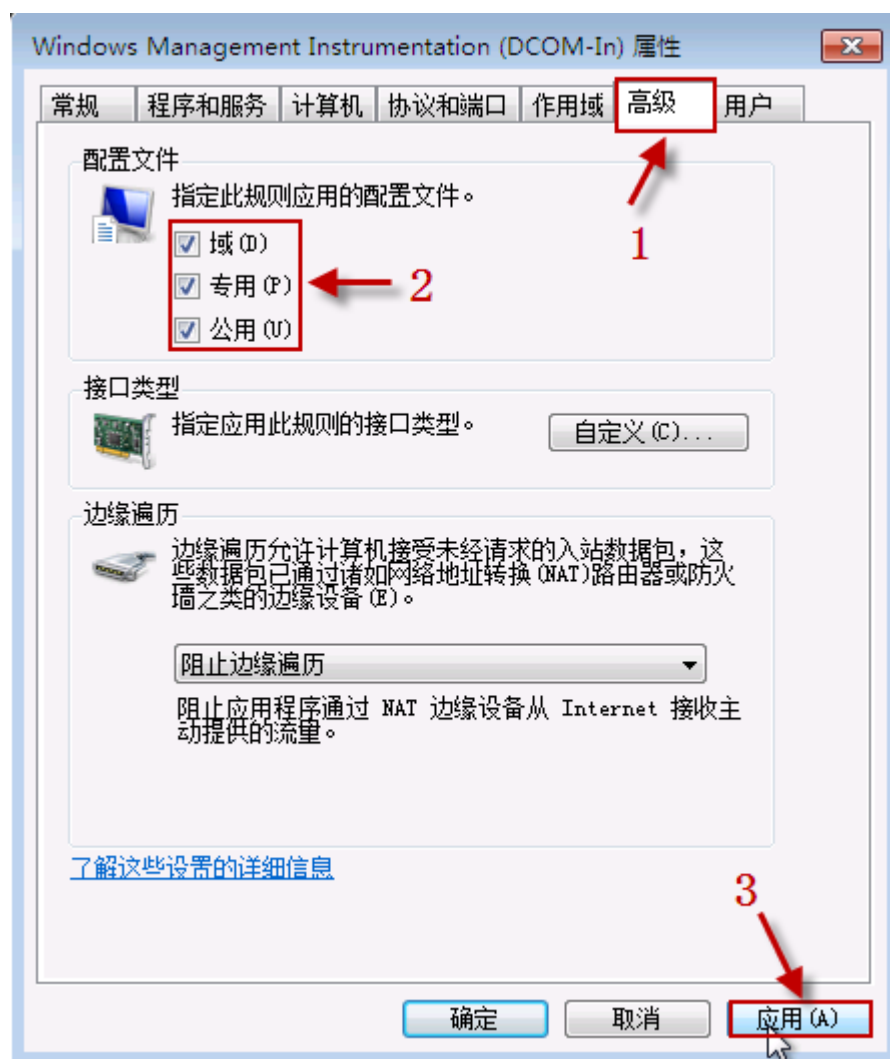 Windows Management Instrumentation (DCOM-In) 属性
常规 程序和服务 计算机 协议和端口 作用域 高级 用户
配置文件
指定此规则应用的配置文件。
1
域(D)
专用(P)
2
公用(U)
接口类型
指定应用此规则的接口类型。
自定义(C)...
边缘遍历
边缘遍历允许计算机接受未经请求的入站数据包，这
些数据包已通过诸如网络地址转换(NAT)路由器或防火
墙之类的边缘设备(E)。
阻止边缘遍历
阻止应用程序通过 NAT 边缘设备从 Internet 接收主
动提供的流量。
了解这些设置的详细信息
3
确定 取消 应用(A)